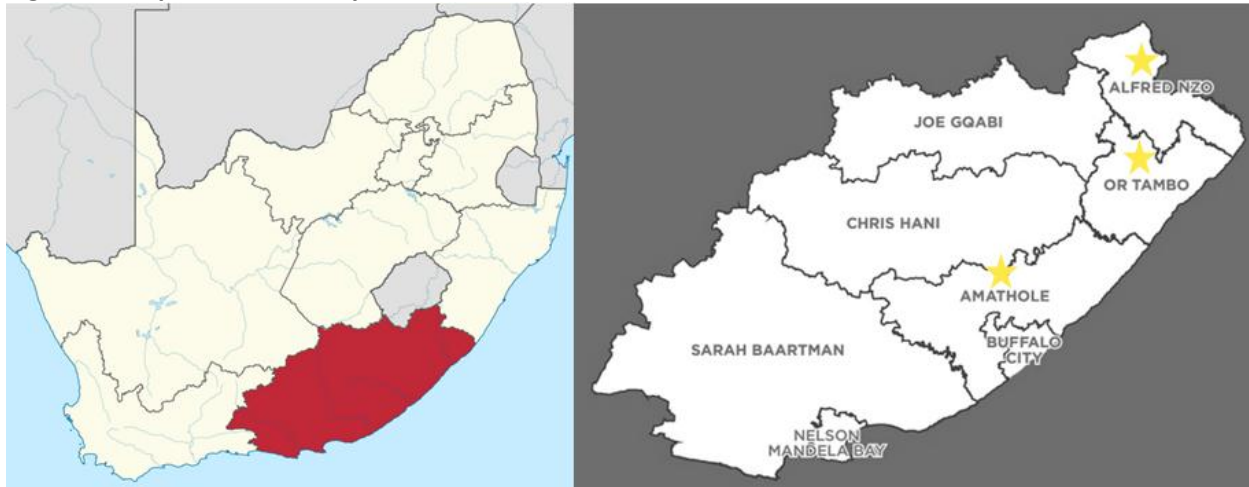 ALFRED NZO
JOE GQABI
OR TAMBO
CHRIS HANI
AMATHOLE
BUFFALO
CITY
SARAH BAARTMAN
NELSON
MANDELA BAY